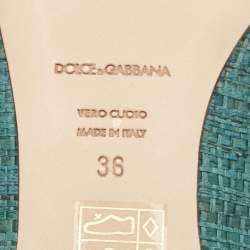 DOLCE & GABBANA
VERO CUOIO
MADE IN ITALY
36